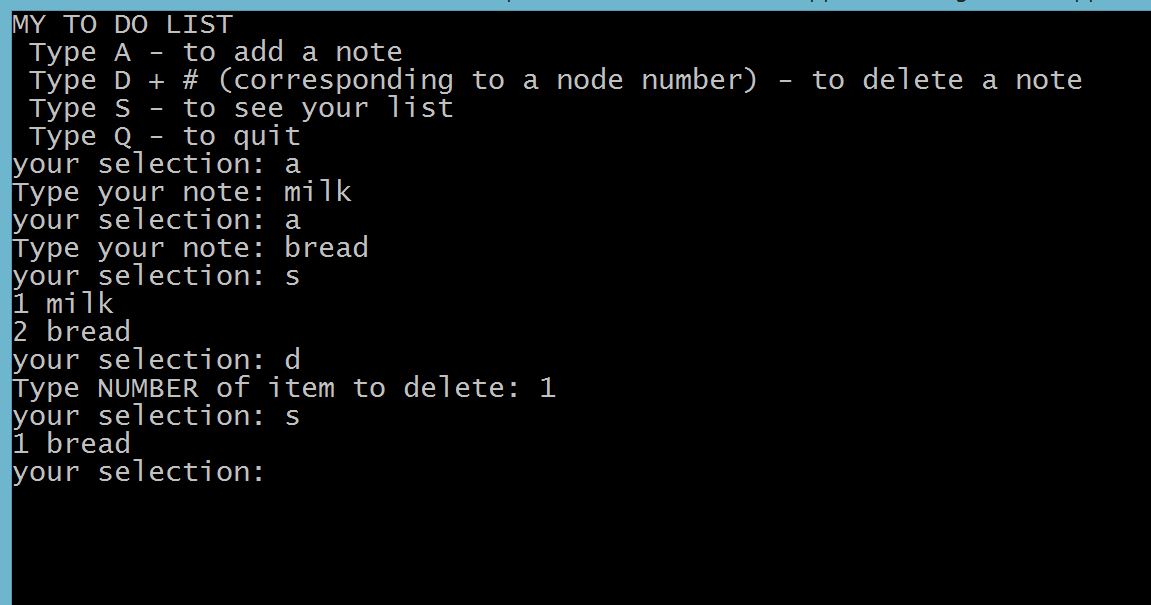 MY TO DO LIST
Type A - to add a note
Type D + # (corresponding to a node number) - to delete a note
Type S - to see your list
Type Q - to quit
your selection: a
Type your note: milk
your selection: a
Type your note: bread
your selection: s
1 milk
2 bread
your selection: d
Type NUMBER of item to delete: 1
your selection: s
1 bread
your selection: